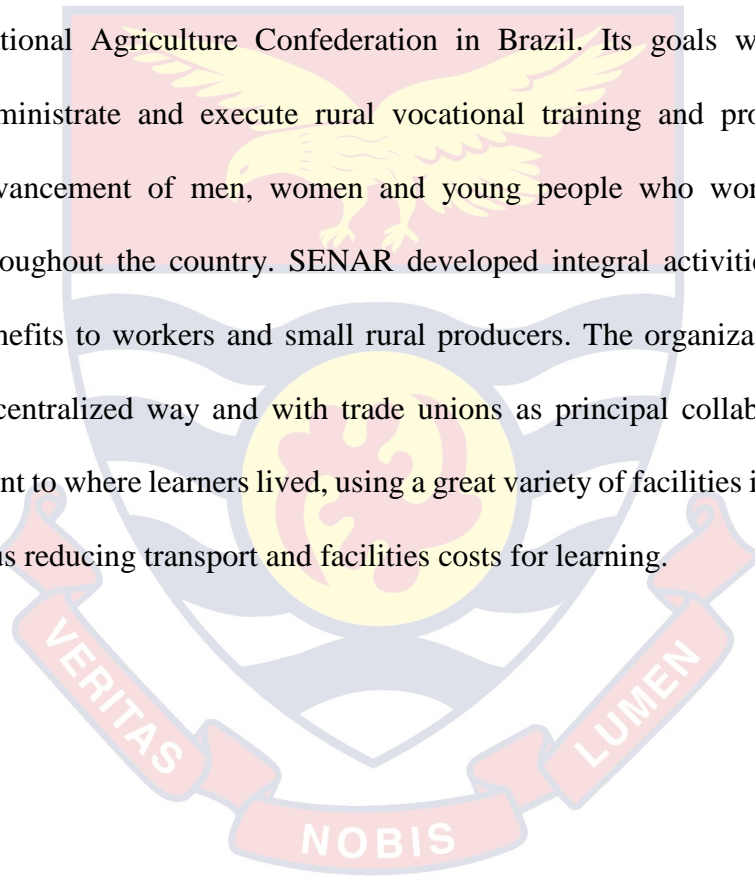 tional Agriculture Confederation in Brazil. Its goals w
ministrate and execute rural vocational training and pro
vancement of men, women and young people who wor
roughout the country. SENAR developed integral activitie
nefits to workers and small rural producers. The organiza
centralized way and with trade unions as principal collab
nt to where learners lived, using a great variety of facilities i
us reducing transport and facilities costs for learning.
VERITAS
NOBIS
LUMEN